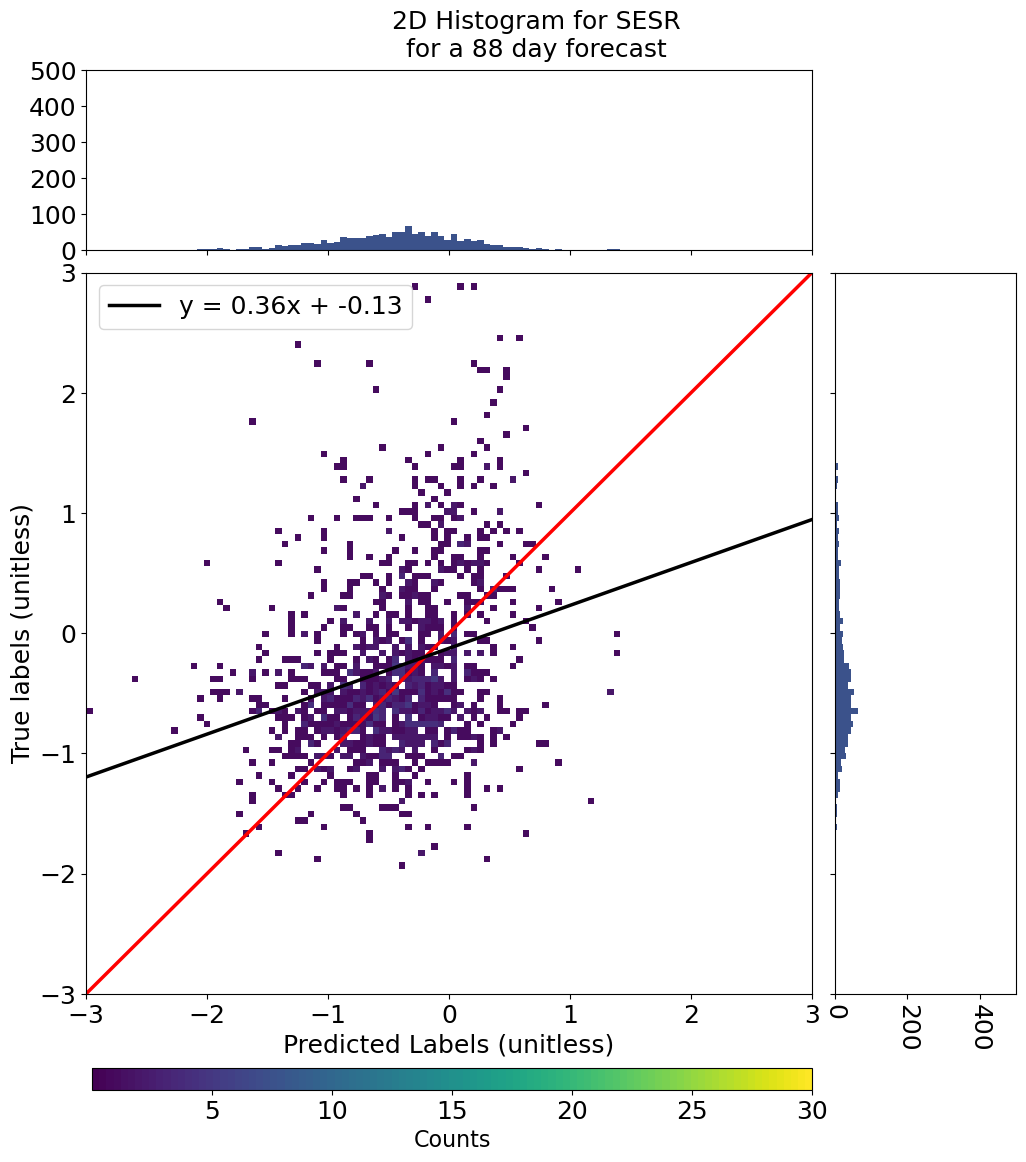 2D Histogram for SESR
for a 88 day forecast
500
400
300
200
100
0
y = 0.36x + -0.13
3
2
1
0
−1
−2
−3
True labels (unitless)
−3 −2 −1 0 1 2 3
Predicted Labels (unitless)
0 200 400
5 10 15 20 25 30
Counts